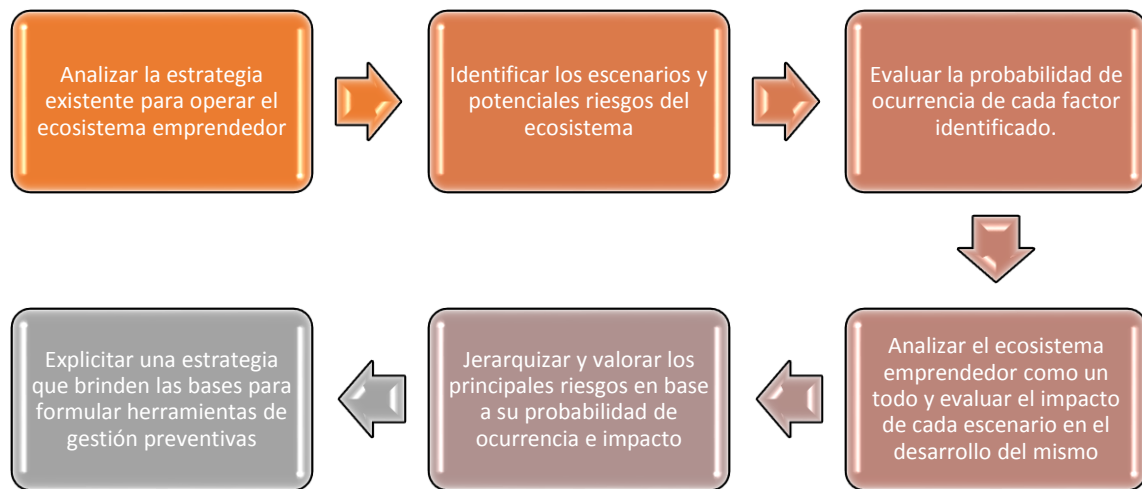 Analizar la estrategia
existente para operar el
ecosistema emprendedor
Identificar los escenarios y
potenciales riesgos del
ecosistema
Evaluar la probabilidad de
ocurrencia de cada factor
identificado.
Analizar el ecosistema
emprendedor como un
todo y evaluar el impacto
de cada escenario en el
desarrollo del mismo
Jerarquizar y valorar los
principales riesgos en base
a su probabilidad de
ocurrencia e impacto
Explicitar una estrategia
que brinden las bases para
formular herramientas de
gestión preventivas